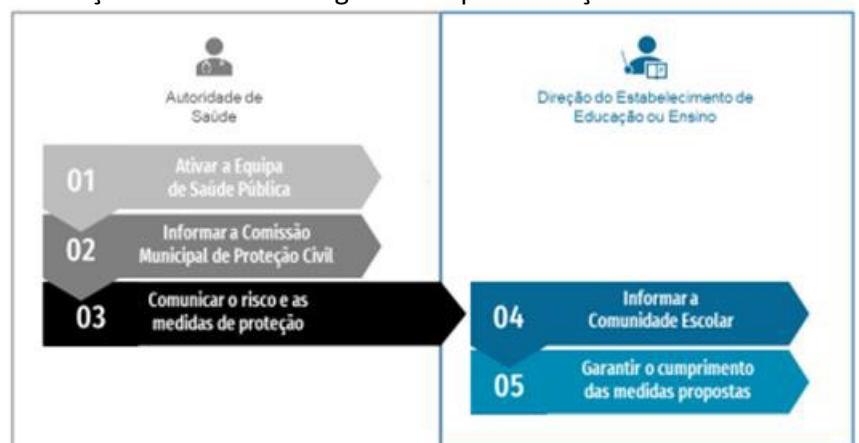 Autoridade de
Saúde
Direção do Estabelecimento de
Educação ou Ensino
01
Ativar a Equipa
de Saúde Pública
02
Informar a Comissão
Municipal de Proteção Civil
03
Comunicar o risco e as
medidas de proteção
04
Informar a
Comunidade Escolar
05
Garantir o cumprimento
das medidas propostas